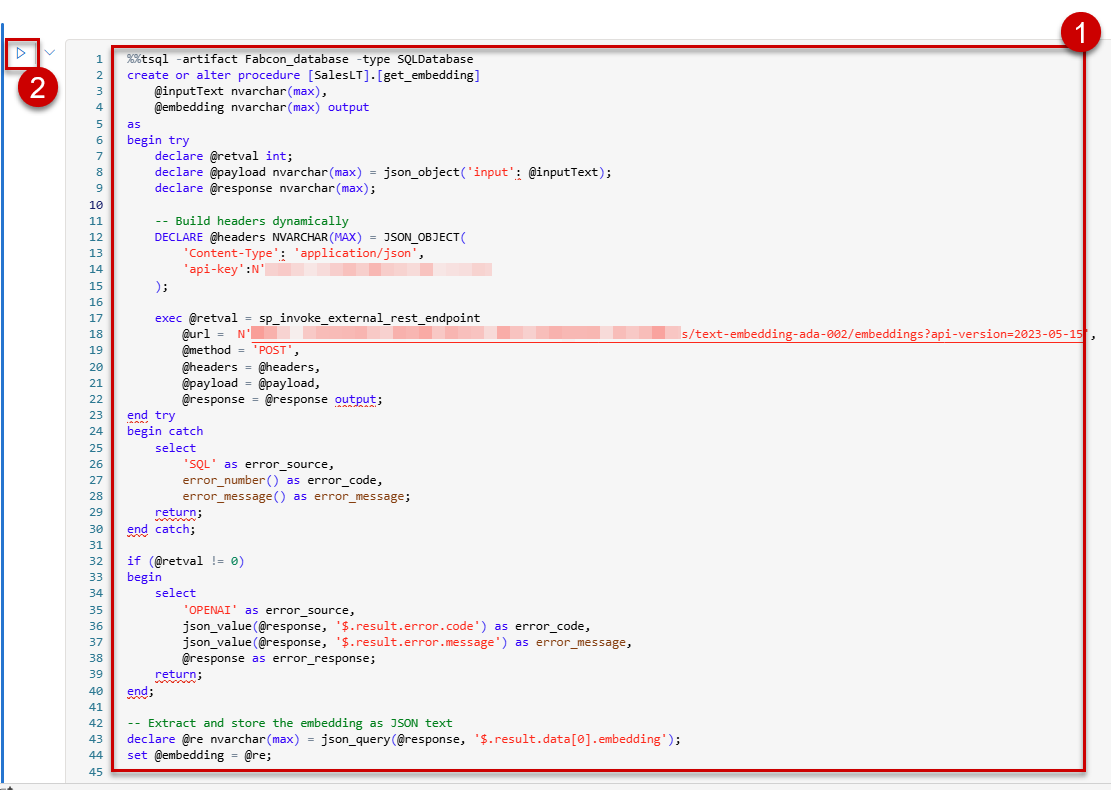 1
2
1 %%tsql -artifact Fabcon_database -type SQLDatabase
2 create or alter procedure [SalesLT].[get_embedding]
3 @inputText nvarchar(max),
4 @embedding nvarchar(max) output
5 as
6 begin try
7 declare @retval int;
8 declare @payload nvarchar(max) = json_object('input': @inputText);
9 declare @response nvarchar(max);
10
11 -- Build headers dynamically
12 DECLARE @headers NVARCHAR(MAX) = JSON_OBJECT(
13 'Content-Type': 'application/json',
14 'api-key':N'
15 );
16
17 exec @retval = sp_invoke_external_rest_endpoint
18 @url = N' s/text-embedding-ada-002/embeddings?api-version=2023-05-15',
19 @method = 'POST',
20 @headers = @headers,
21 @payload = @payload,
22 @response = @response output;
23 end try
24 begin catch
25 select
26 'SQL' as error_source,
27 error_number() as error_code,
28 error_message() as error_message;
29 return;
30 end catch;
31
32 if (@retval != 0)
33 begin
34 select
35 'OPENAI' as error_source,
36 json_value(@response, '$.result.error.code') as error_code,
37 json_value(@response, '$.result.error.message') as error_message,
38 @response as error_response;
39 return;
40 end;
41
42 -- Extract and store the embedding as JSON text
43 declare @re nvarchar(max) = json_query(@response, '$.result.data[0].embedding');
44 set @embedding = @re;
45